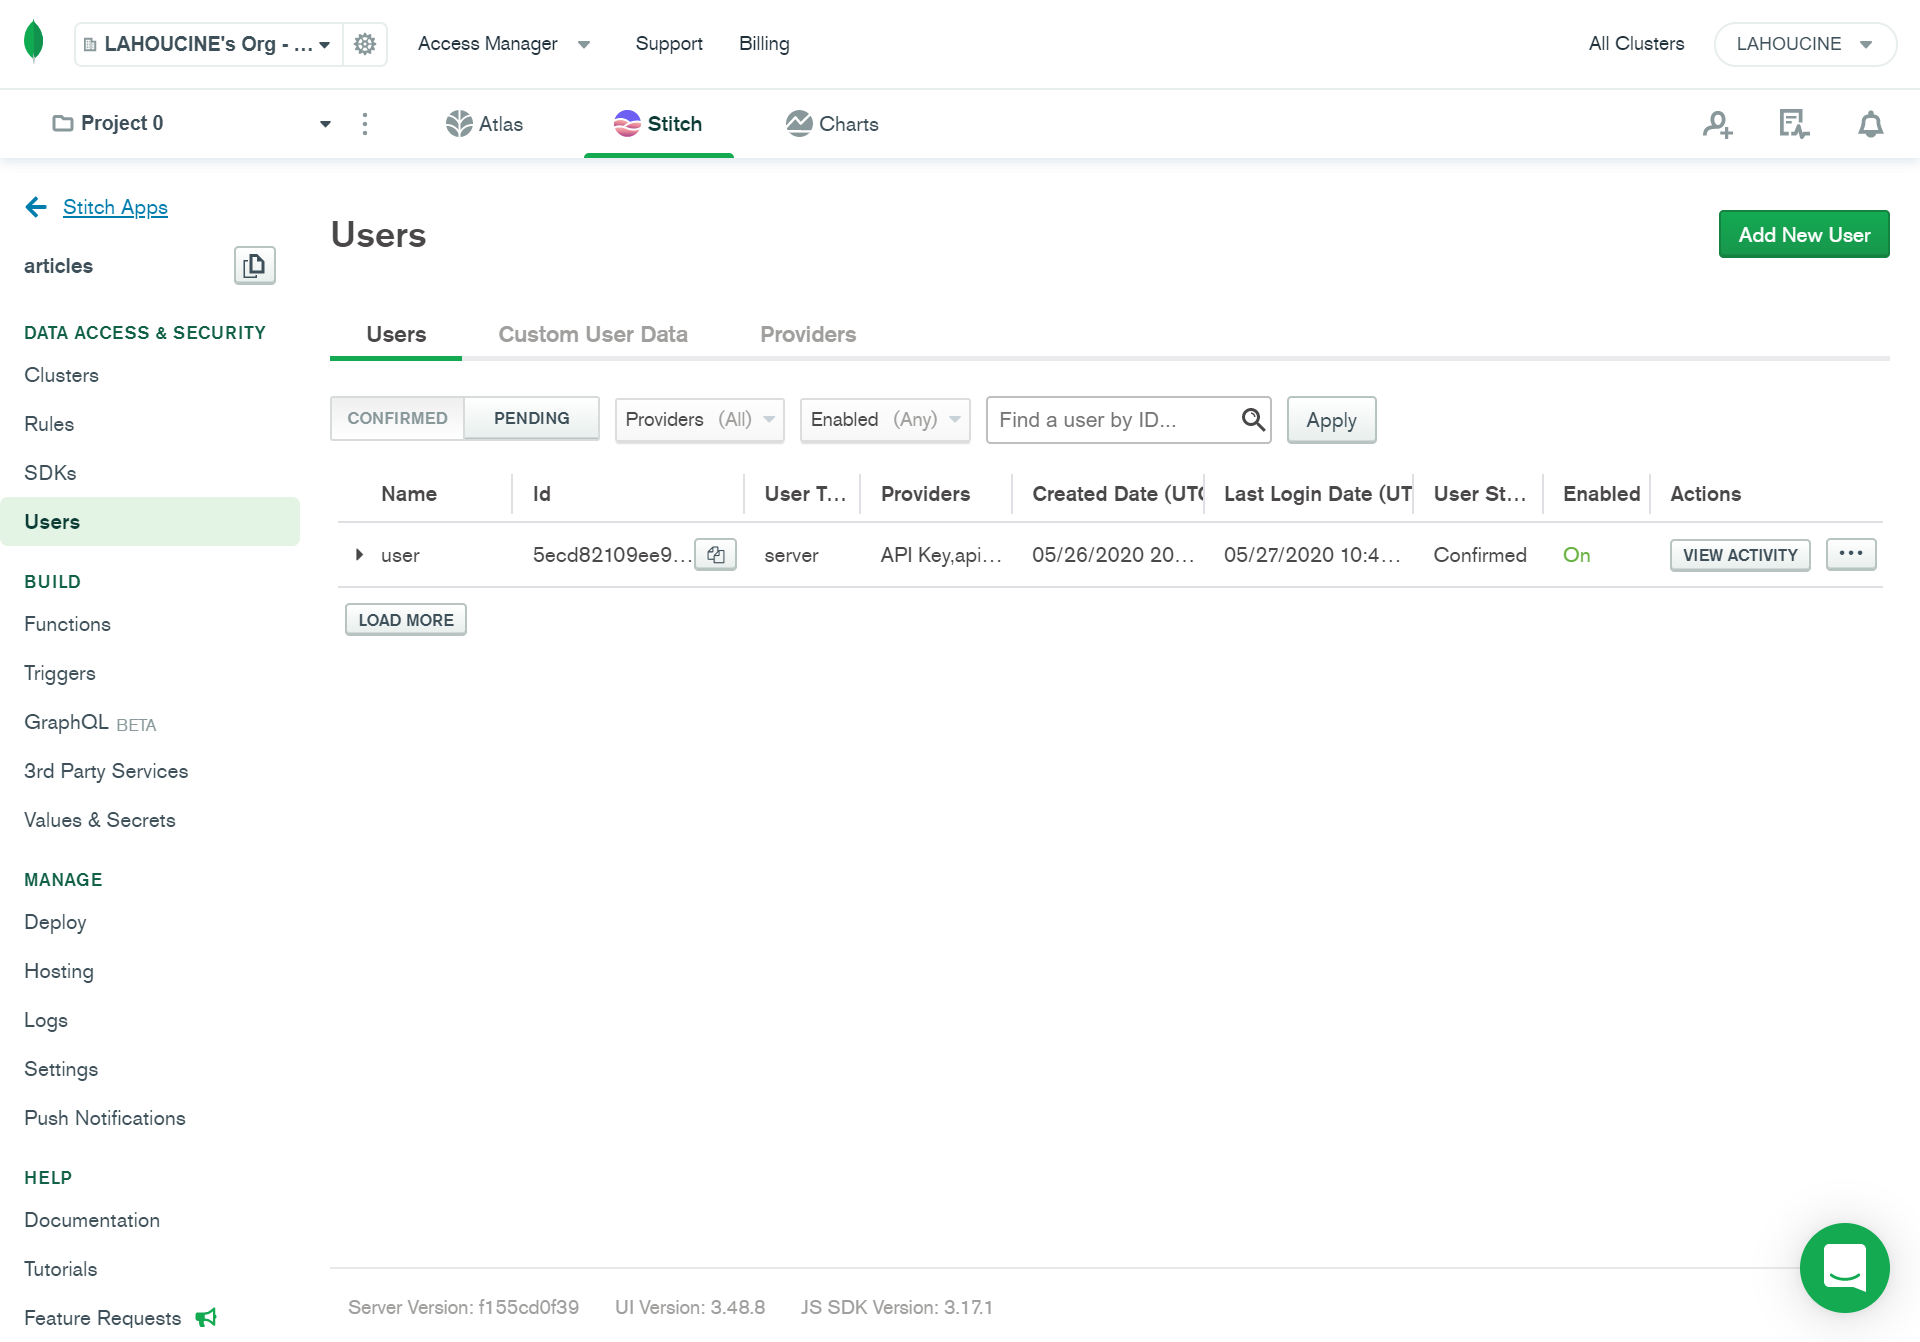 LAHOUCINE's Org - ...
Access Manager
Support
Billing
All Clusters
LAHOUCINE
Project 0
Atlas
Stitch
Charts
Stitch Apps
articles
DATA ACCESS & SECURITY
Clusters
Rules
SDKs
Users
BUILD
Functions
Triggers
GraphQL BETA
3rd Party Services
Values & Secrets
MANAGE
Deploy
Hosting
Logs
Settings
Push Notifications
HELP
Documentation
Tutorials
Feature Requests
Users
Add New User
Users Custom User Data Providers
CONFIRMED PENDING Providers (All) Enabled (Any) Find a user by ID... Apply
Name Id User T... Providers Created Date (UTC Last Login Date (UT User St... Enabled Actions
user 5ecd82109ee9... server API Key,api... 05/26/2020 20... 05/27/2020 10:4... Confirmed On VIEW ACTIVITY ...
LOAD MORE
Server Version: f155cd0f39 UI Version: 3.48.8 JS SDK Version: 3.17.1